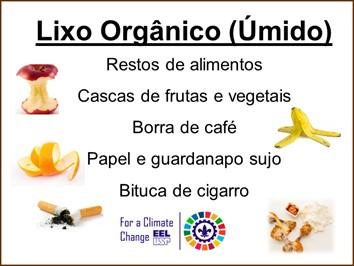 Lixo Orgânico (Úmido)
Restos de alimentos
Cascas de frutas e vegetais
Borra de café
Papel e guardanapo sujo
Bituca de cigarro
For a Climate
Change EEL
USP